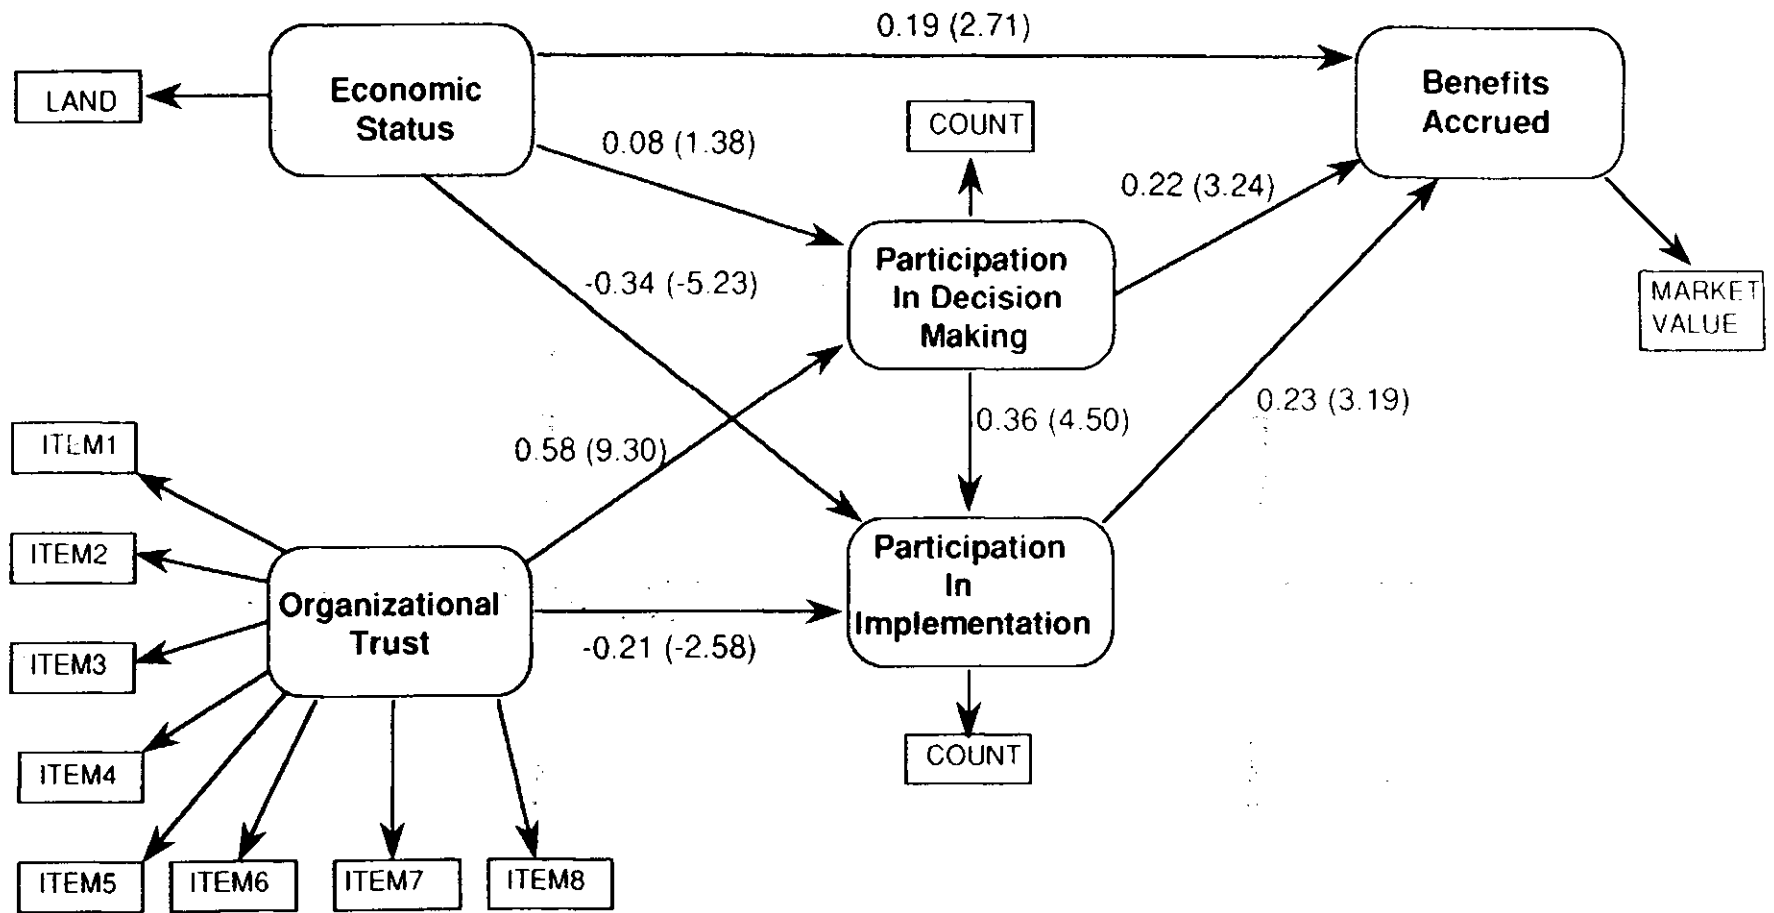 0.19 (2.71)
LAND
Economic
Status
Benefits
Accrued
COUNT
0.08 (1.38)
0.22 (3.24)
Participation
In Decision
Making
-0.34 (-5.23)
MARKET
VALUE
0.58 (9.30)
0.36 (4.50)
0.23 (3.19)
ITEM1
ITEM2
ITEM3
ITEM4
ITEM5
ITEM6
ITEM7
ITEM8
Organizational
Trust
-0.21 (-2.58)
Participation
In
Implementation
COUNT